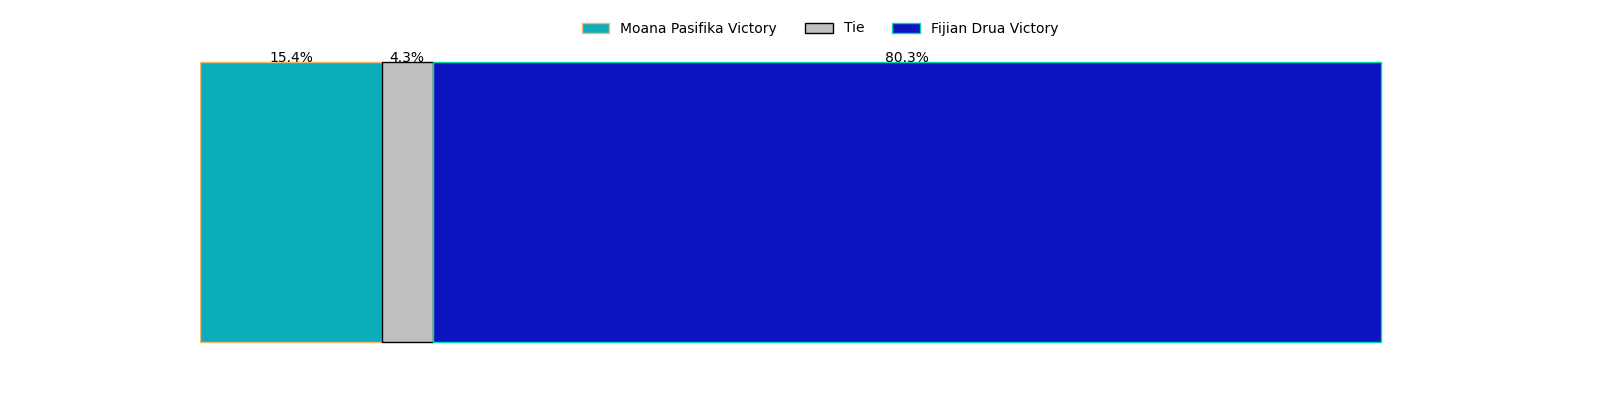 Moana Pasifika Victory Tie Fijian Drua Victory
15.4% 4.3% 80.3%